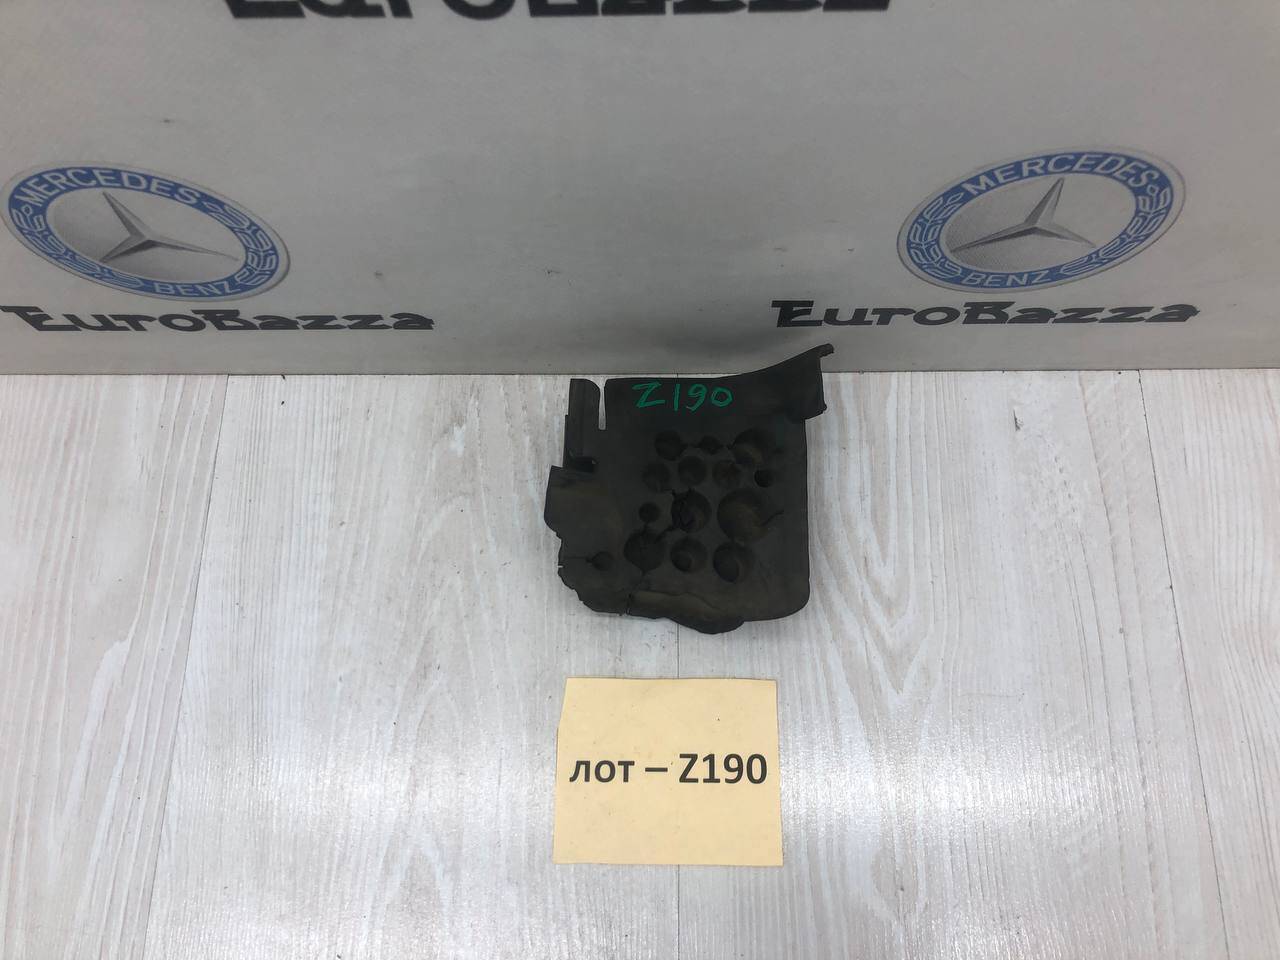 EuroBazza
MERCEDES
BENZ
EuroBazza
MERCEDES
BENZ
EuroBazza
Z190
лот – Z190